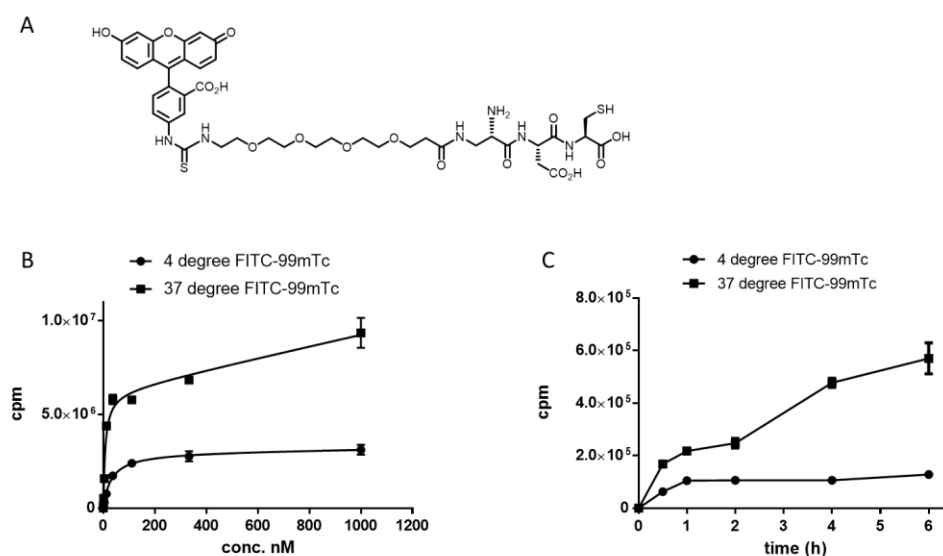 A
HO
O
O
CO₂H
H
N
H
N
S
O
O
O
O
O
H
N
NH₂
O
H
N
CO₂H
O
N
H
SH
OH
O
B
4 degree FITC-99mTc
37 degree FITC-99mTc
1.0×10⁷
5.0×10⁶
0
cpm
0 200 400 600 800 1000 1200
conc. nM
C
4 degree FITC-99mTc
37 degree FITC-99mTc
8.0×10⁵
6.0×10⁵
4.0×10⁵
2.0×10⁵
0
cpm
0 1 2 3 4 5 6
time (h)